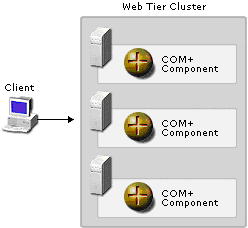 Web Tier Cluster
COM+
Component
Client
COM+
Component
COM+
Component